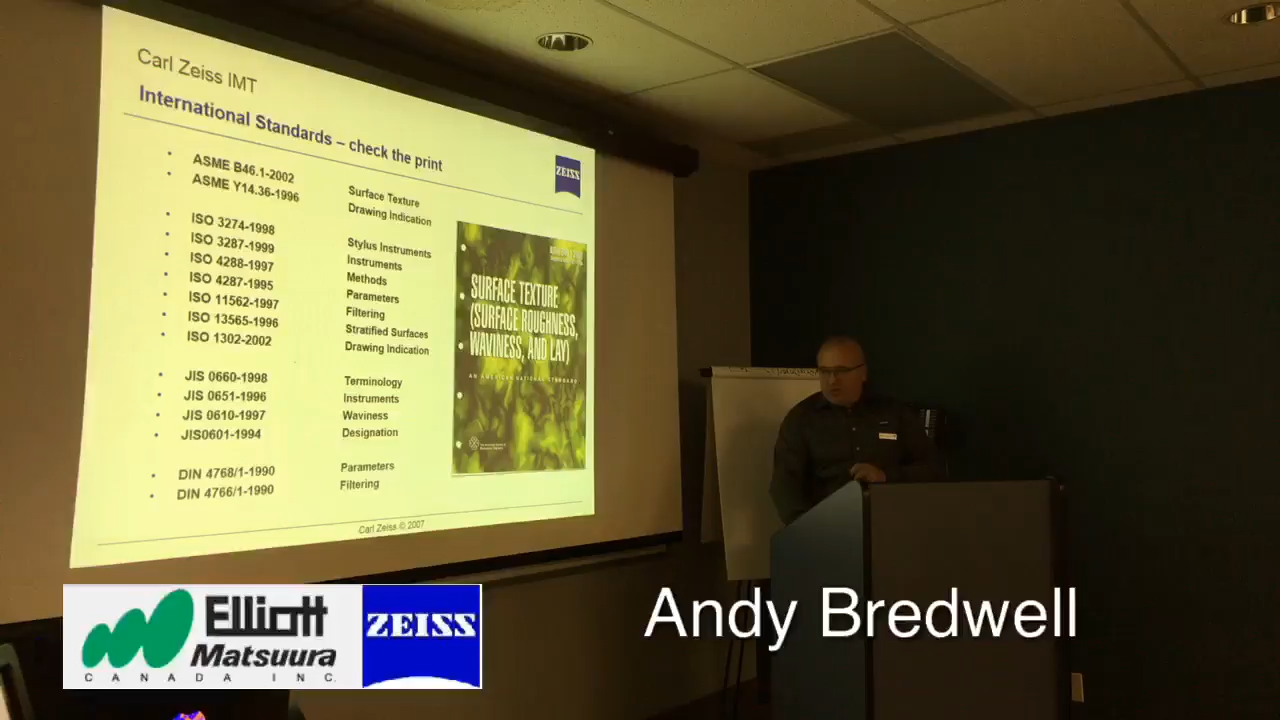 Carl Zeiss IMT
International Standards – check the print
ZEISS
• ASME B46.1-2002 Surface Texture
• ASME Y14.36-1996 Drawing Indication
• ISO 3274-1998 Stylus Instruments
• ISO 3287-1999 Instruments
• ISO 4288-1997 Methods
• ISO 4287-1995 Parameters
• ISO 11562-1997 Filtering
• ISO 13565-1996 Stratified Surfaces
• ISO 1302-2002 Drawing Indication
• JIS 0660-1998 Terminology
• JIS 0651-1996 Instruments
• JIS 0610-1997 Waviness
• JIS0601-1994 Designation
• DIN 4768/1-1990 Parameters
• DIN 4766/1-1990 Filtering
SURFACE TEXTURE
(SURFACE ROUGHNESS,
WAVINESS, AND LAY)
AN AMERICAN NATIONAL STANDARD
Carl Zeiss © 2007
Elliott
Matsuura
CANADA INC.
ZEISS
Andy Bredwell